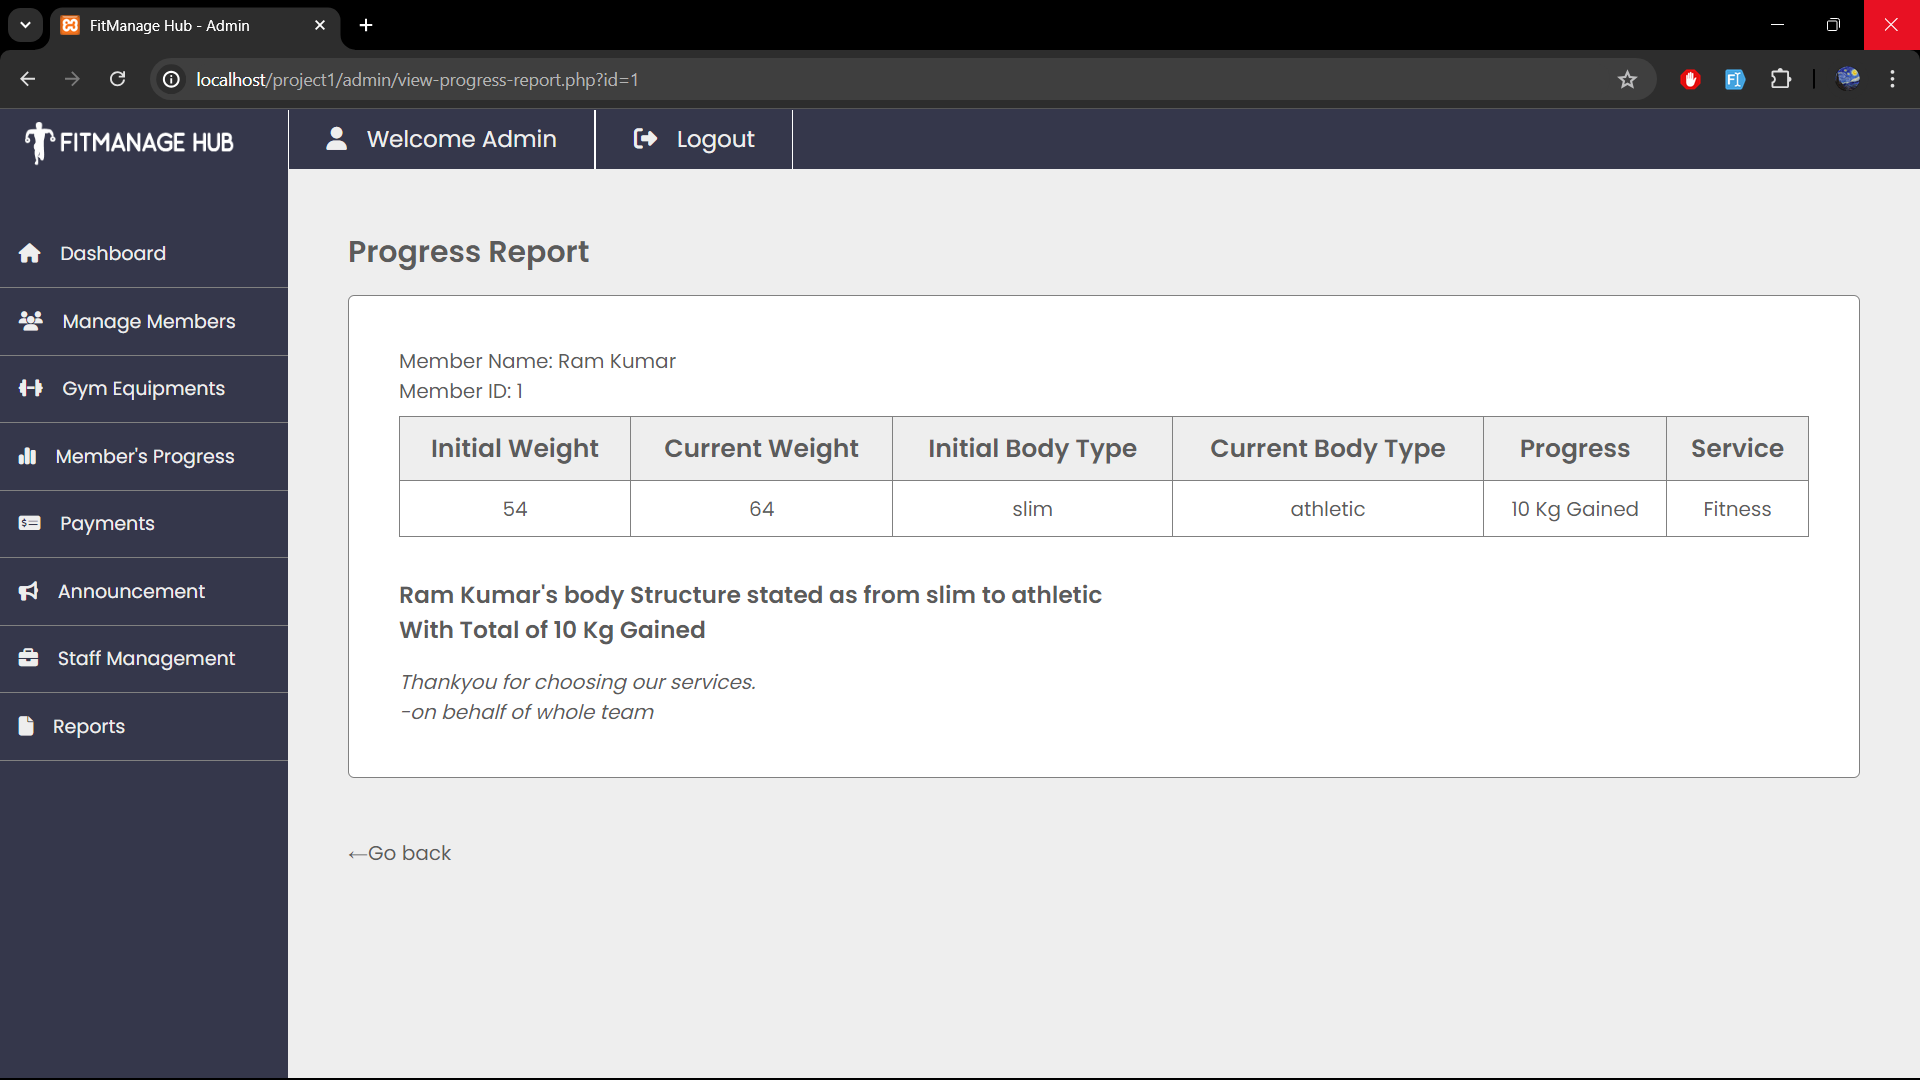 FitManage Hub - Admin
localhost/project1/admin/view-progress-report.php?id=1
FITMANAGE HUB
Welcome Admin
Logout
Dashboard
Manage Members
Gym Equipments
Member's Progress
Payments
Announcement
Staff Management
Reports
Progress Report
Member Name: Ram Kumar
Member ID: 1
Initial Weight Current Weight Initial Body Type Current Body Type Progress Service
54 64 slim athletic 10 Kg Gained Fitness
Ram Kumar's body Structure stated as from slim to athletic
With Total of 10 Kg Gained
Thankyou for choosing our services.
-on behalf of whole team
←Go back